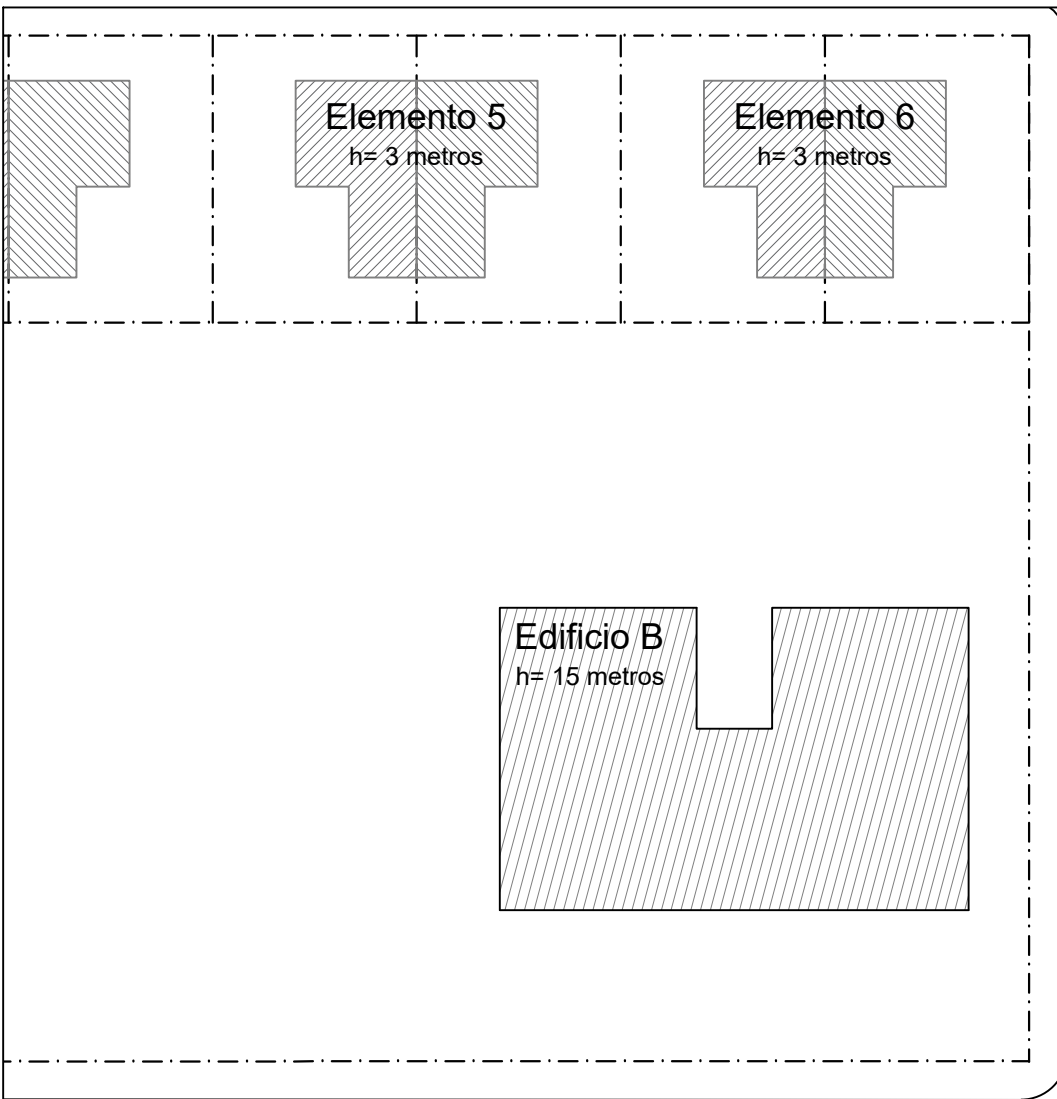 Elemento 5
h= 3 metros
Elemento 6
h= 3 metros
Edificio B
h= 15 metros